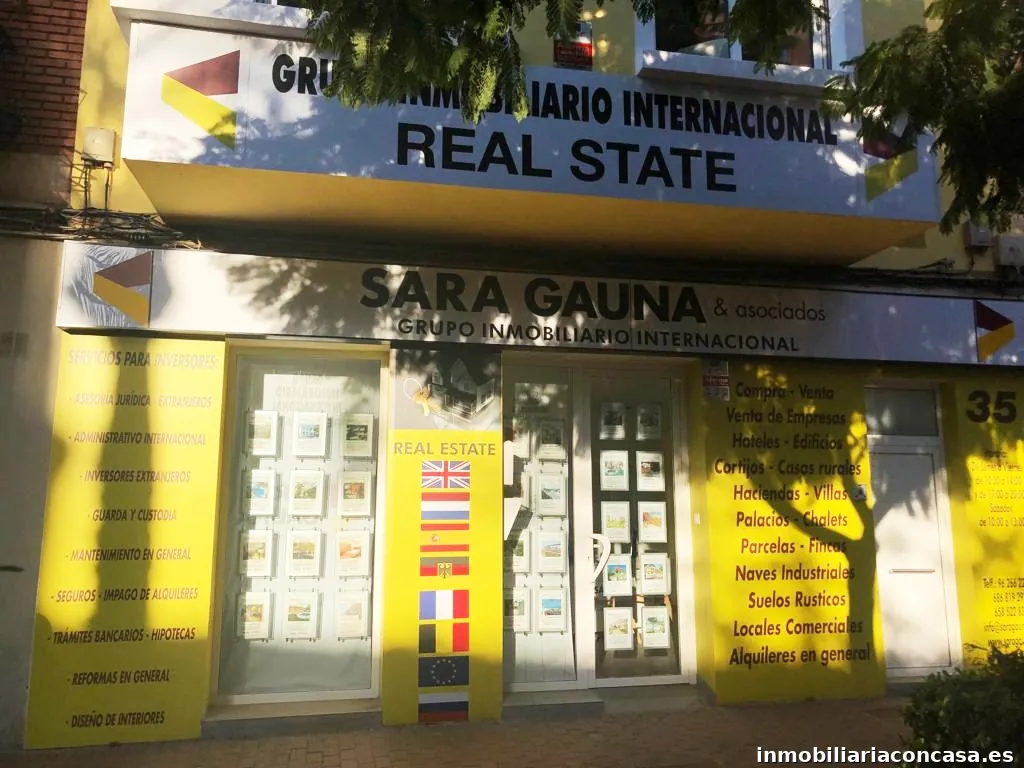 INMOBILIARIO INTERNACIONAL
REAL STATE
SARA GAUNA & asociados
GRUPO INMOBILIARIO INTERNACIONAL
SERVICIOS PARA INVERSORES:
- ASESORIA JURÍDICA - EXTRANJEROS
- ADMINISTRATIVO INTERNACIONAL
- INVERSORES EXTRANJEROS
- GUARDA Y CUSTODIA
- MANTENIMIENTO EN GENERAL
- SEGUROS - IMPAGO DE ALQUILERES
- TRÁMITES BANCARIOS - HIPOTECAS
- REFORMAS EN GENERAL
- DISEÑO DE INTERIORES
REAL ESTATE
Compra - Venta
Venta de Empresas
Hoteles - Edificios
Cortijos - Casas rurales
Haciendas - Villas
Palacios - Chalets
Parcelas - Fincas
Naves Industriales
Suelos Rusticos
Locales Comerciales
Alquileres en general
35
inmobiliariaconcasa.es